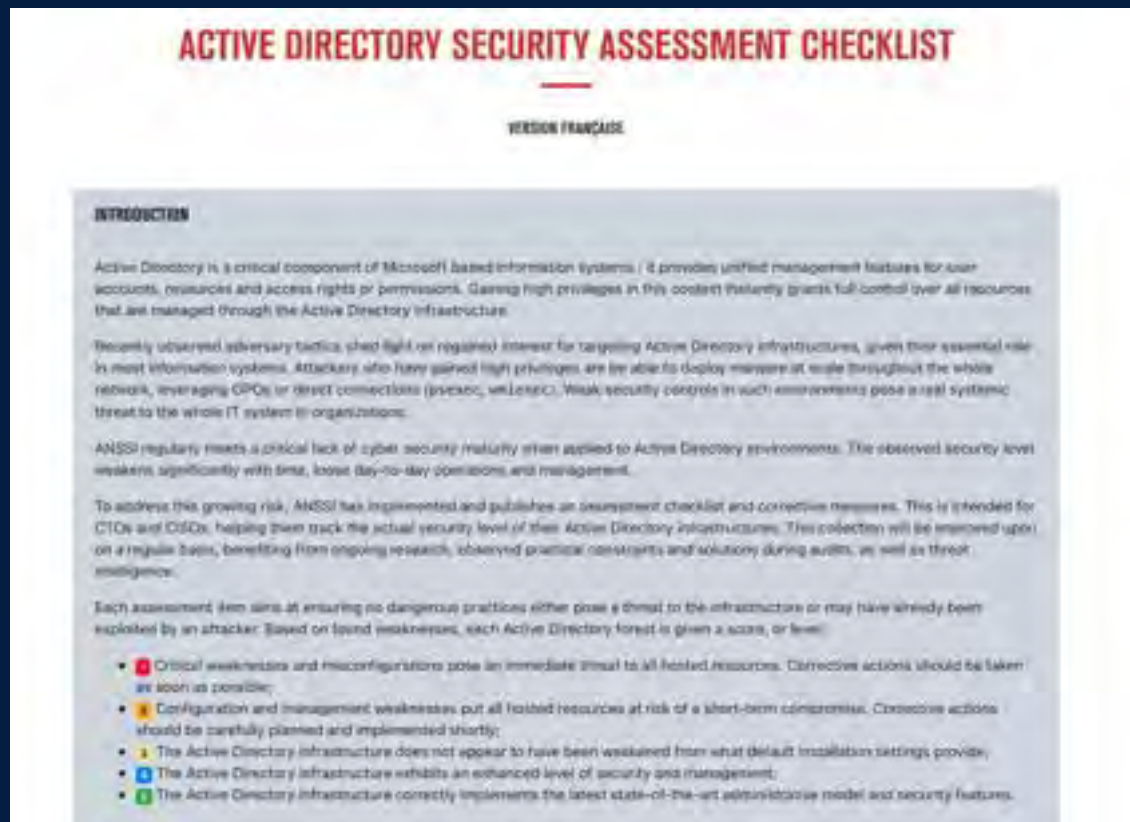 ACTIVE DIRECTORY SECURITY ASSESSMENT CHECKLIST
VERSION FRANÇAISE
INTRODUCTION
Active Directory is a critical component of Microsoft based information systems : it provides unified management features for user
accounts, resources and access rights or permissions. Gaining high privileges in this context instantly grants full control over all resources
that are managed through the Active Directory infrastructure.
Recently observed adversary tactics shed light on regained interest for targeting Active Directory infrastructures, given their essential role
in most information systems. Attackers who have gained high privileges are be able to deploy malware at scale throughout the whole
network, leveraging GPOs or direct connections (psexec, wmiexec). Weak security controls in such environments pose a real systemic
threat to the whole IT system in organizations.
ANSSI regularly meets a critical lack of cyber security maturity when applied to Active Directory environments. The observed security level
weakens significantly with time, loose day-to-day operations and management.
To address this growing risk, ANSSI has implemented and publishes an assessment checklist and corrective measures. This is intended for
CTOs and CISOs, helping them track the actual security level of their Active Directory infrastructures. This collection will be improved upon
on a regular basis, benefiting from ongoing research, observed practical constraints and solutions during audits, as well as threat
intelligence.
Each assessment item aims at ensuring no dangerous practices either pose a threat to the infrastructure or may have already been
exploited by an attacker. Based on found weaknesses, each Active Directory forest is given a score, or level:
• 1 Critical weaknesses and misconfigurations pose an immediate threat to all hosted resources. Corrective actions should be taken
as soon as possible;
• 2 Configuration and management weaknesses put all hosted resources at risk of a short-term compromise. Corrective actions
should be carefully planned and implemented shortly;
• 3 The Active Directory infrastructure does not appear to have been weakened from what default installation settings provide;
• 4 The Active Directory infrastructure exhibits an enhanced level of security and management;
• 5 The Active Directory infrastructure correctly implements the latest state-of-the-art administrative model and security features.